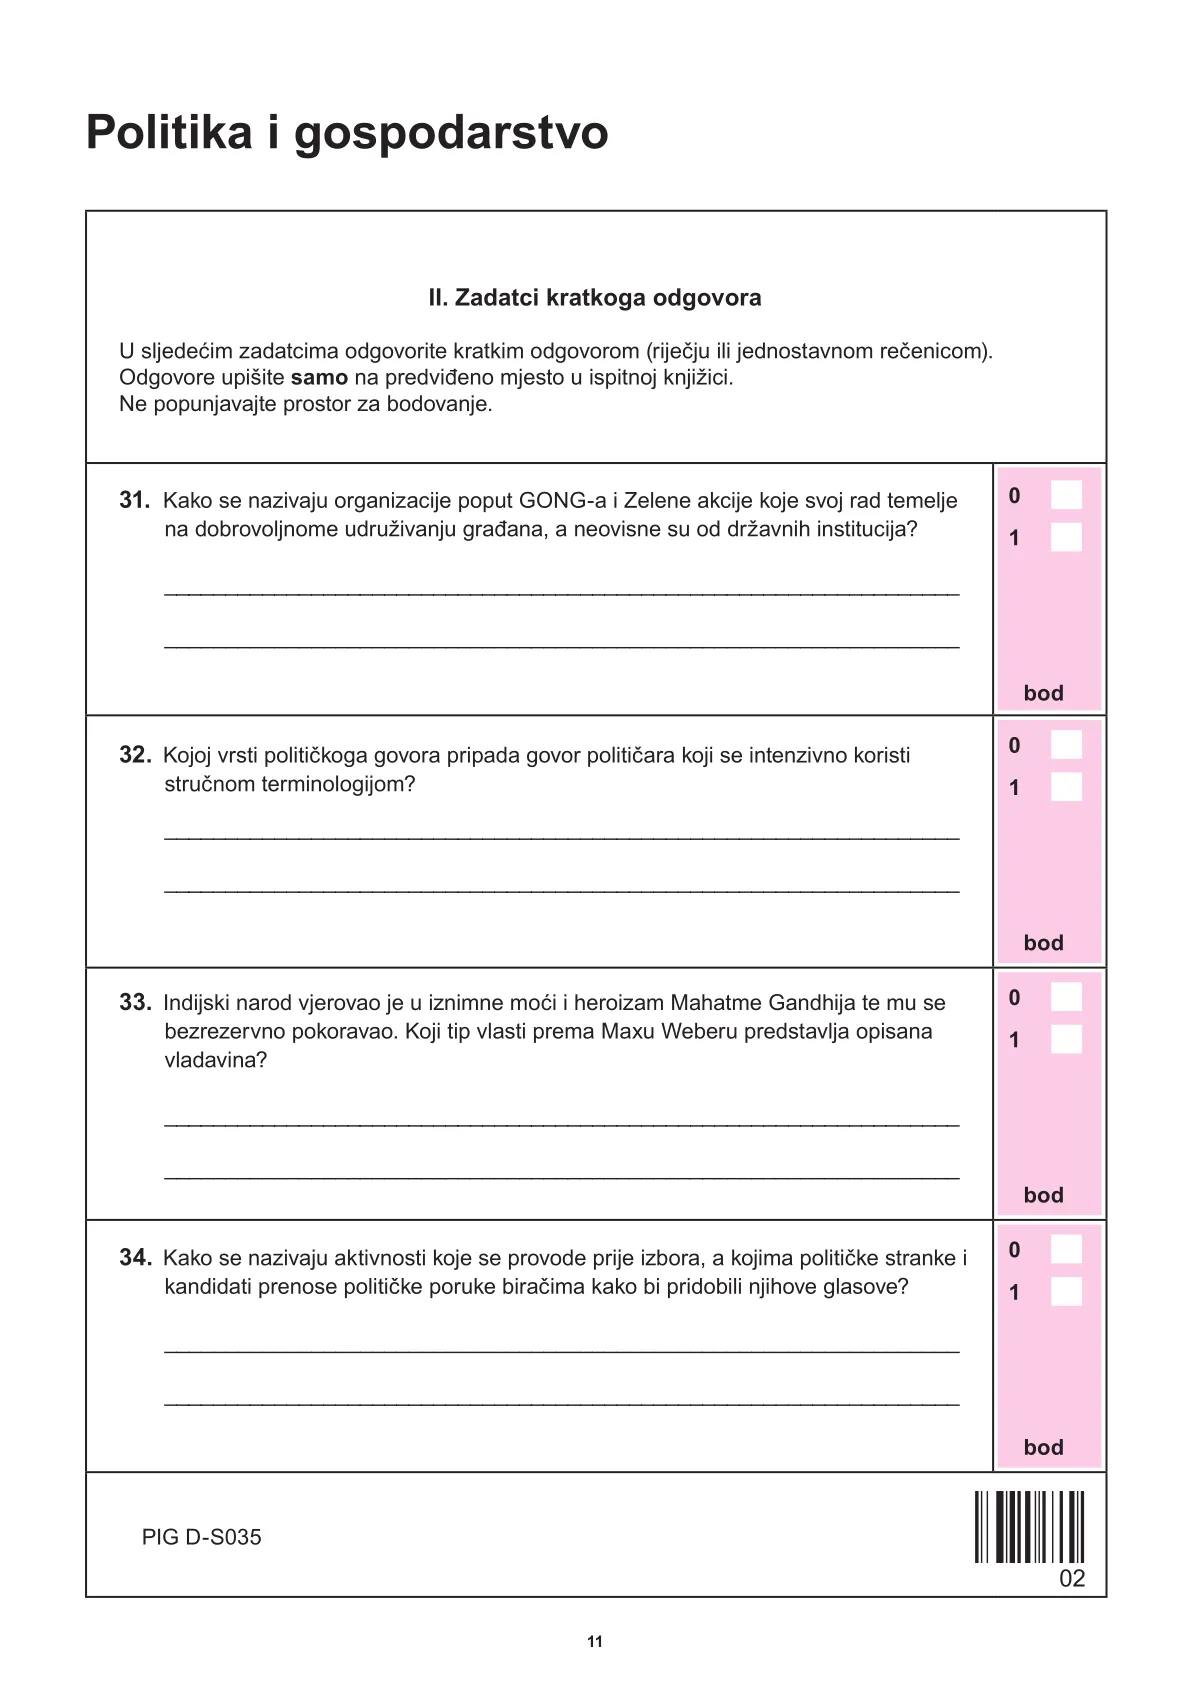 Politika i gospodarstvo
II. Zadatci kratkoga odgovora
U sljedećim zadatcima odgovorite kratkim odgovorom (riječju ili jednostavnom rečenicom).
Odgovore upišite samo na predviđeno mjesto u ispitnoj knjižici.
Ne popunjavajte prostor za bodovanje.
31. Kako se nazivaju organizacije poput GONG-a i Zelene akcije koje svoj rad temelje
na dobrovoljnome udruživanju građana, a neovisne su od državnih institucija?
0
1
bod
32. Kojoj vrsti političkoga govora pripada govor političara koji se intenzivno koristi
stručnom terminologijom?
0
1
bod
33. Indijski narod vjerovao je u iznimne moći i heroizam Mahatme Gandhija te mu se
bezrezervno pokoravao. Koji tip vlasti prema Maxu Weberu predstavlja opisana
vladavina?
0
1
bod
34. Kako se nazivaju aktivnosti koje se provode prije izbora, a kojima političke stranke i
kandidati prenose političke poruke biračima kako bi pridobili njihove glasove?
0
1
bod
PIG D-S035
02
11